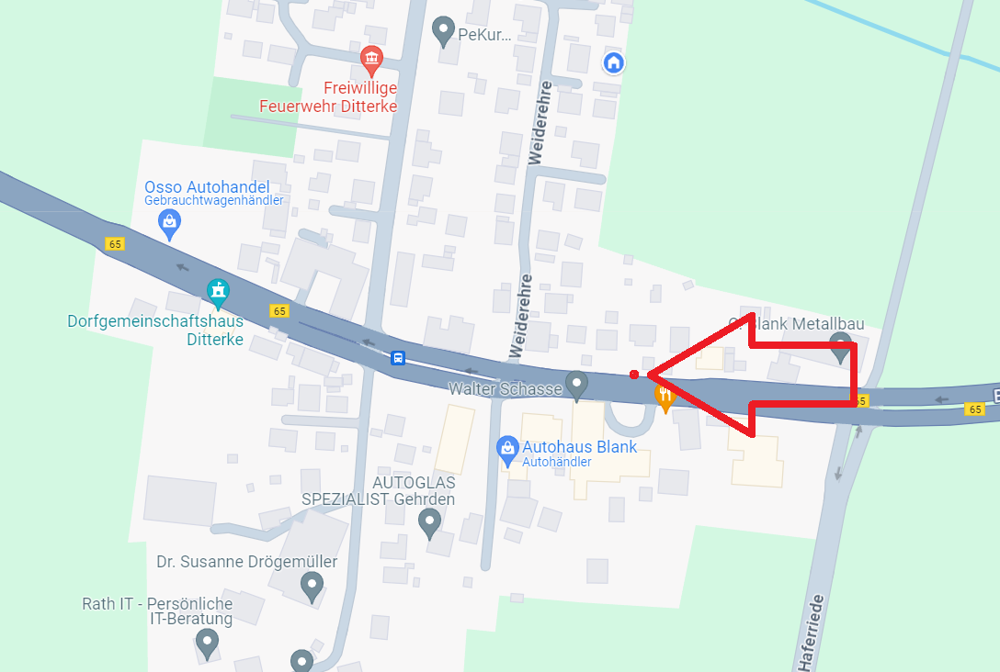 PeKur...
Freiwillige
Feuerwehr Ditterke
Weiderehre
Osso Autohandel
Gebrauchtwagenhändler
65
65
Dorfgemeinschaftshaus
Ditterke
Weiderehre
Blank Metallbau
Walter Schasse
65
65
Autohaus Blank
Autohändler
AUTOGLAS
SPEZIALIST Gehrden
Dr. Susanne Drögemüller
Rath IT - Persönliche
IT-Beratung
Haferriede